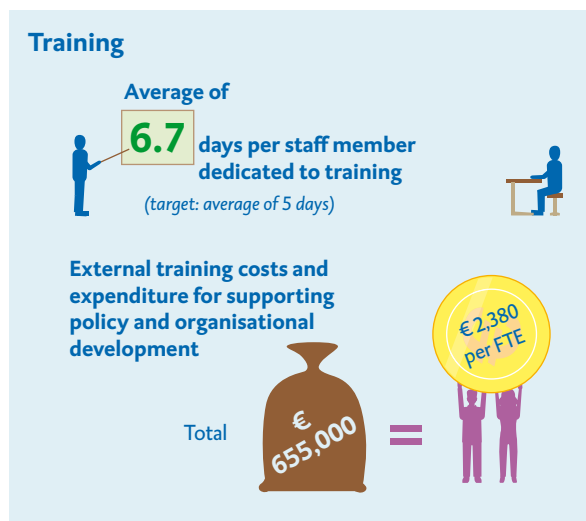 Training
Average of
6.7
days per staff member
dedicated to training
(target: average of 5 days)
External training costs and
expenditure for supporting
policy and organisational
development
Total
€
655,000
=
€ 2,380
per FTE